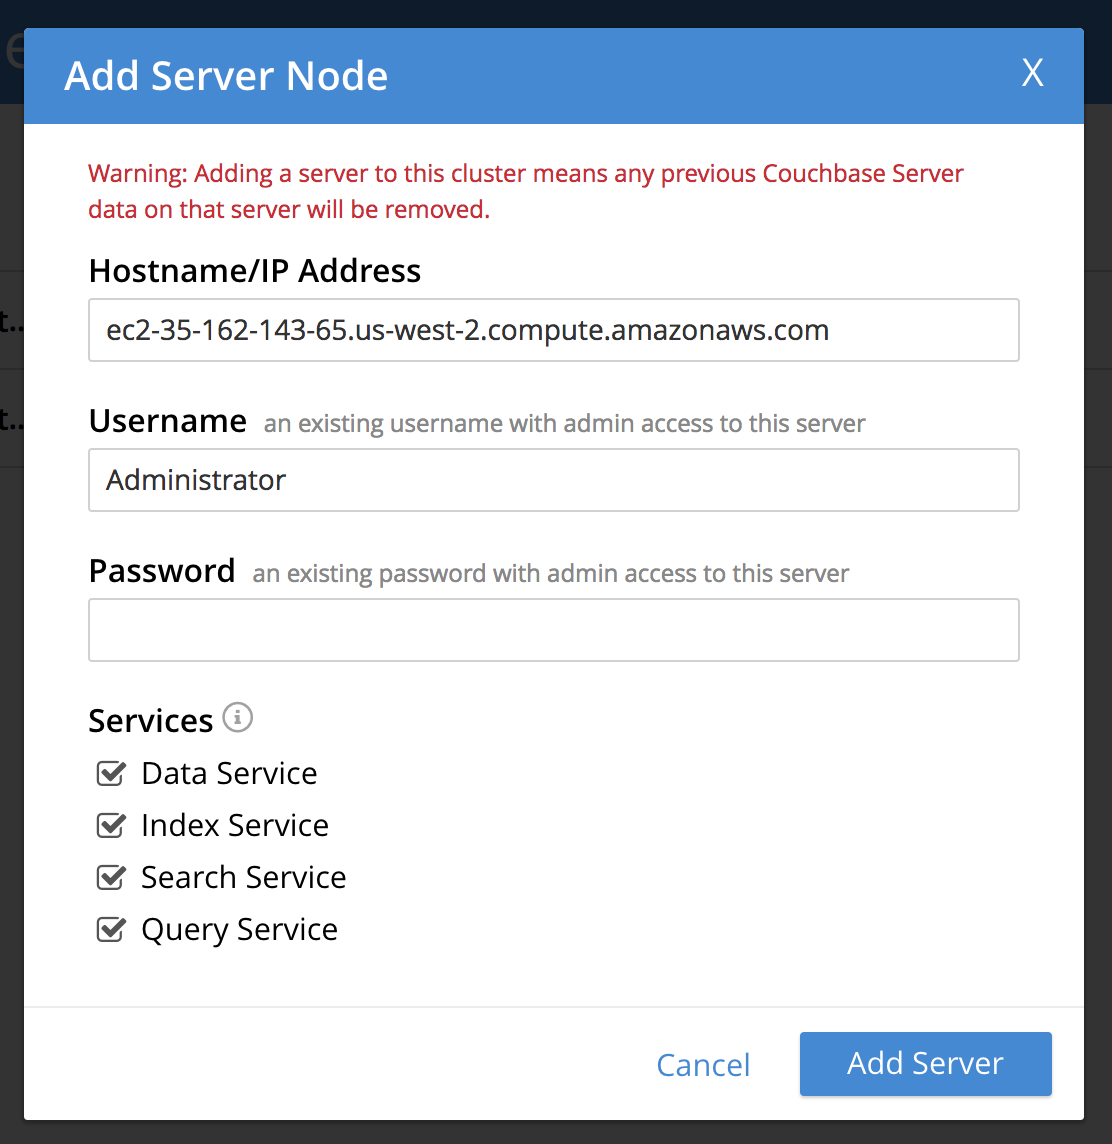 Add Server Node X
Warning: Adding a server to this cluster means any previous Couchbase Server
data on that server will be removed.
Hostname/IP Address
ec2-35-162-143-65.us-west-2.compute.amazonaws.com
Username an existing username with admin access to this server
Administrator
Password an existing password with admin access to this server
Services
Data Service
Index Service
Search Service
Query Service
Cancel Add Server